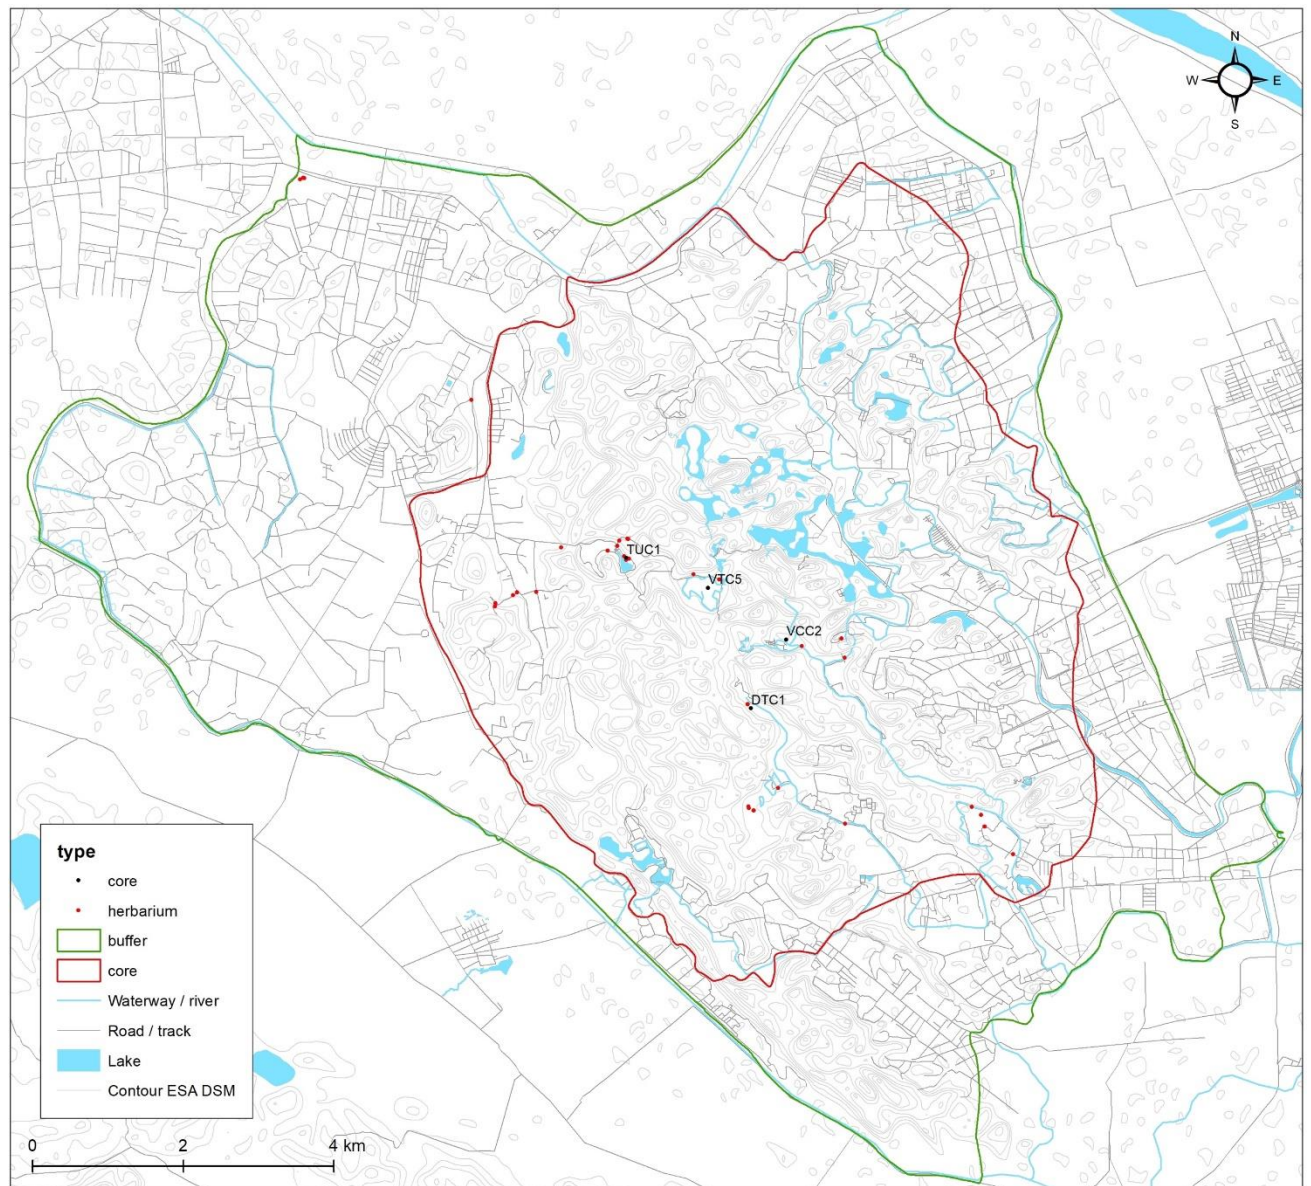 N
W E
S
TUC1
VTC5
VCC2
DTC1
type
core
herbarium
buffer
core
Waterway / river
Road / track
Lake
Contour ESA DSM
0 2 4 km